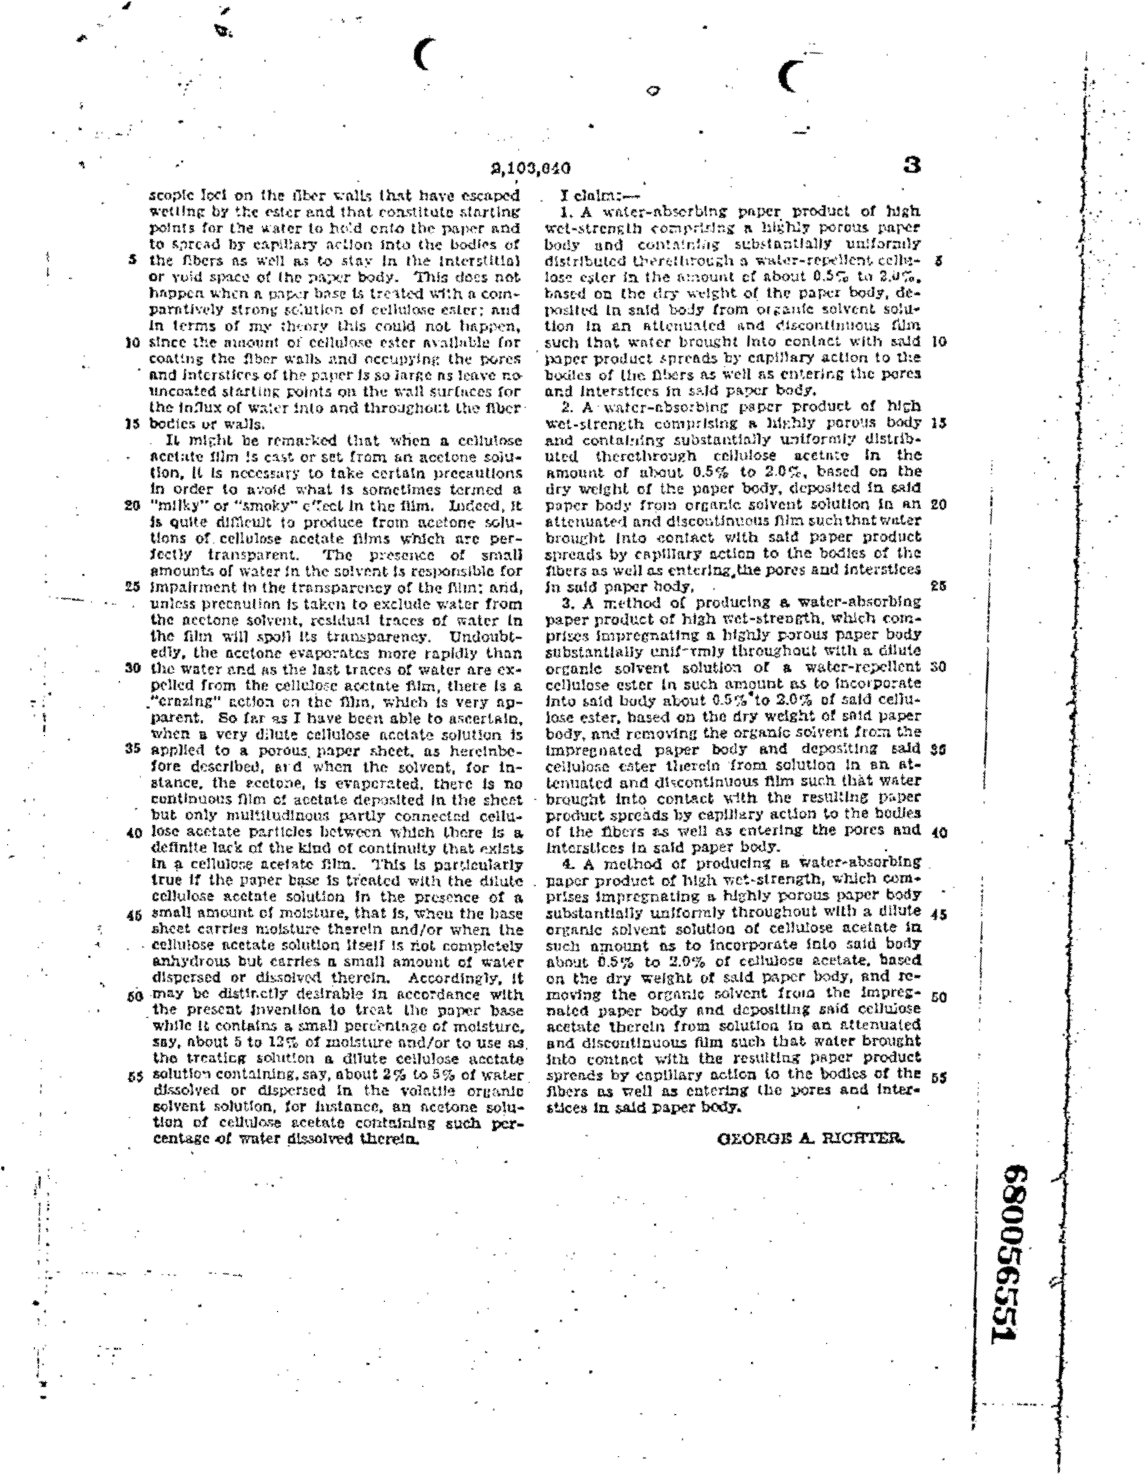 2,103,640
3
scopic loci on the fiber walls that have escaped
wetting by the ester and that constitute starting
points for the water to hold onto the paper and
to spread by capillary action into the bodies of
5 the fibers as well as to stay in the interstitial
or void space of the paper body. This does not
happen when a paper base is treated with a com-
paratively strong solution of cellulose ester; and
in terms of my theory this could not happen,
10 since the amount of cellulose ester available for
coating the fiber walls and occupying the pores
and interstices of the paper is so large as leave no
uncoated starting points on the wall surfaces for
the influx of water into and throughout the fiber
15 bodies or walls.
It might be remarked that when a cellulose
acetate film is cast or set from an acetone solu-
tion, it is necessary to take certain precautions
in order to avoid what is sometimes termed a
20 "milky" or "smoky" effect in the film. Indeed, it
is quite difficult to produce from acetone solu-
tions of cellulose acetate films which are per-
fectly transparent. The presence of small
amounts of water in the solvent is responsible for
25 impairment in the transparency of the film; and,
unless precaution is taken to exclude water from
the acetone solvent, residual traces of water in
the film will spoil its transparency. Undoubt-
edly, the acetone evaporates more rapidly than
30 the water and as the last traces of water are ex-
pelled from the cellulose acetate film, there is a
"crazing" action on the film, which is very ap-
parent. So far as I have been able to ascertain,
when a very dilute cellulose acetate solution is
35 applied to a porous paper sheet, as hereinbe-
fore described, and when the solvent, for in-
stance, the acetone, is evaporated, there is no
continuous film of acetate deposited in the sheet
but only multitudinous partly connected cellu-
40 lose acetate particles between which there is a
definite lack of the kind of continuity that exists
in a cellulose acetate film. This is particularly
true if the paper base is treated with the dilute
cellulose acetate solution in the presence of a
45 small amount of moisture, that is, when the base
sheet carries moisture therein and/or when the
cellulose acetate solution itself is not completely
anhydrous but carries a small amount of water
dispersed or dissolved therein. Accordingly, it
50 may be distinctly desirable in accordance with
the present invention to treat the paper base
while it contains a small percentage of moisture,
say, about 5 to 12% of moisture and/or to use as
the treating solution a dilute cellulose acetate
55 solution containing, say, about 2% to 5% of water
dissolved or dispersed in the volatile organic
solvent solution, for instance, an acetone solu-
tion of cellulose acetate containing such per-
centage of water dissolved therein.
I claim:—
1. A water-absorbing paper product of high
wet-strength comprising a highly porous paper
body and containing substantially uniformly
distributed therethrough a water-repellent cellu- 5
lose ester in the amount of about 0.5% to 2.0%,
based on the dry weight of the paper body, de-
posited in said body from organic solvent solu-
tion in an attenuated and discontinuous film
such that water brought into contact with said 10
paper product spreads by capillary action to the
bodies of the fibers as well as entering the pores
and interstices in said paper body.
2. A water-absorbing paper product of high
wet-strength comprising a highly porous body 15
and containing substantially uniformly distrib-
uted therethrough cellulose acetate in the
amount of about 0.5% to 2.0%, based on the
dry weight of the paper body, deposited in said
paper body from organic solvent solution in an 20
attenuated and discontinuous film such that water
brought into contact with said paper product
spreads by capillary action to the bodies of the
fibers as well as entering the pores and interstices
in said paper body. 25
3. A method of producing a water-absorbing
paper product of high wet-strength, which com-
prises impregnating a highly porous paper body
substantially uniformly throughout with a dilute
organic solvent solution of a water-repellent 30
cellulose ester in such amount as to incorporate
into said body about 0.5% to 2.0% of said cellu-
lose ester, based on the dry weight of said paper
body, and removing the organic solvent from the
impregnated paper body and depositing said 35
cellulose ester therein from solution in an at-
tenuated and discontinuous film such that water
brought into contact with the resulting paper
product spreads by capillary action to the bodies
of the fibers as well as entering the pores and 40
interstices in said paper body.
4. A method of producing a water-absorbing
paper product of high wet-strength, which com-
prises impregnating a highly porous paper body
substantially uniformly throughout with a dilute 45
organic solvent solution of cellulose acetate in
such amount as to incorporate into said body
about 0.5% to 2.0% of cellulose acetate, based
on the dry weight of said paper body, and re-
moving the organic solvent from the impreg- 50
nated paper body and depositing said cellulose
acetate therein from solution in an attenuated
and discontinuous film such that water brought
into contact with the resulting paper product
spreads by capillary action to the bodies of the 55
fibers as well as entering the pores and inter-
stices in said paper body.
GEORGE A. RICHTER.
680056551